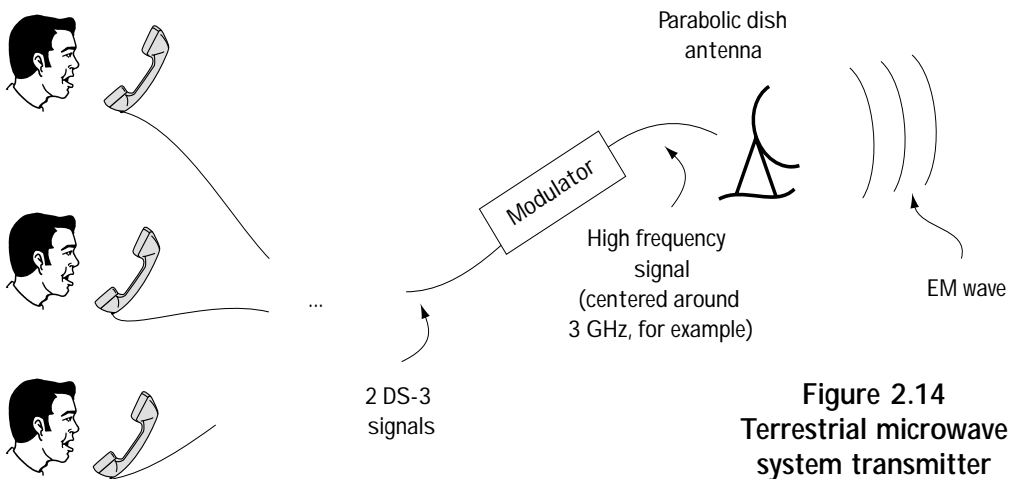 Parabolic dish
antenna
Modulator
High frequency
signal
(centered around
3 GHz, for example)
EM wave
...
2 DS-3
signals
Figure 2.14
Terrestrial microwave
system transmitter